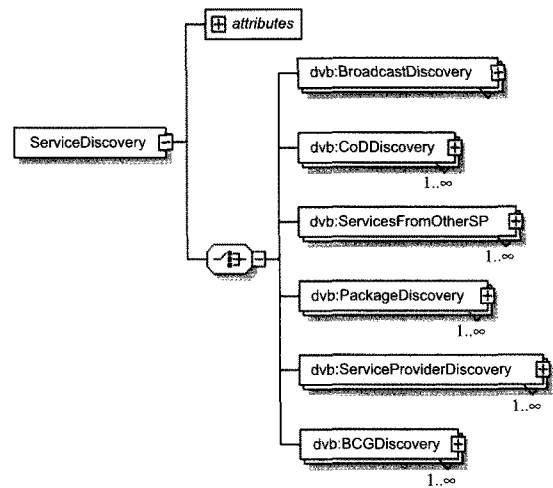 attributes
dvb:BroadcastDiscovery
ServiceDiscovery
dvb:CoDDiscovery
1..∞
dvb:ServicesFromOtherSP
1..∞
dvb:PackageDiscovery
1..∞
dvb:ServiceProviderDiscovery
1..∞
dvb:BCGDiscovery
1..∞